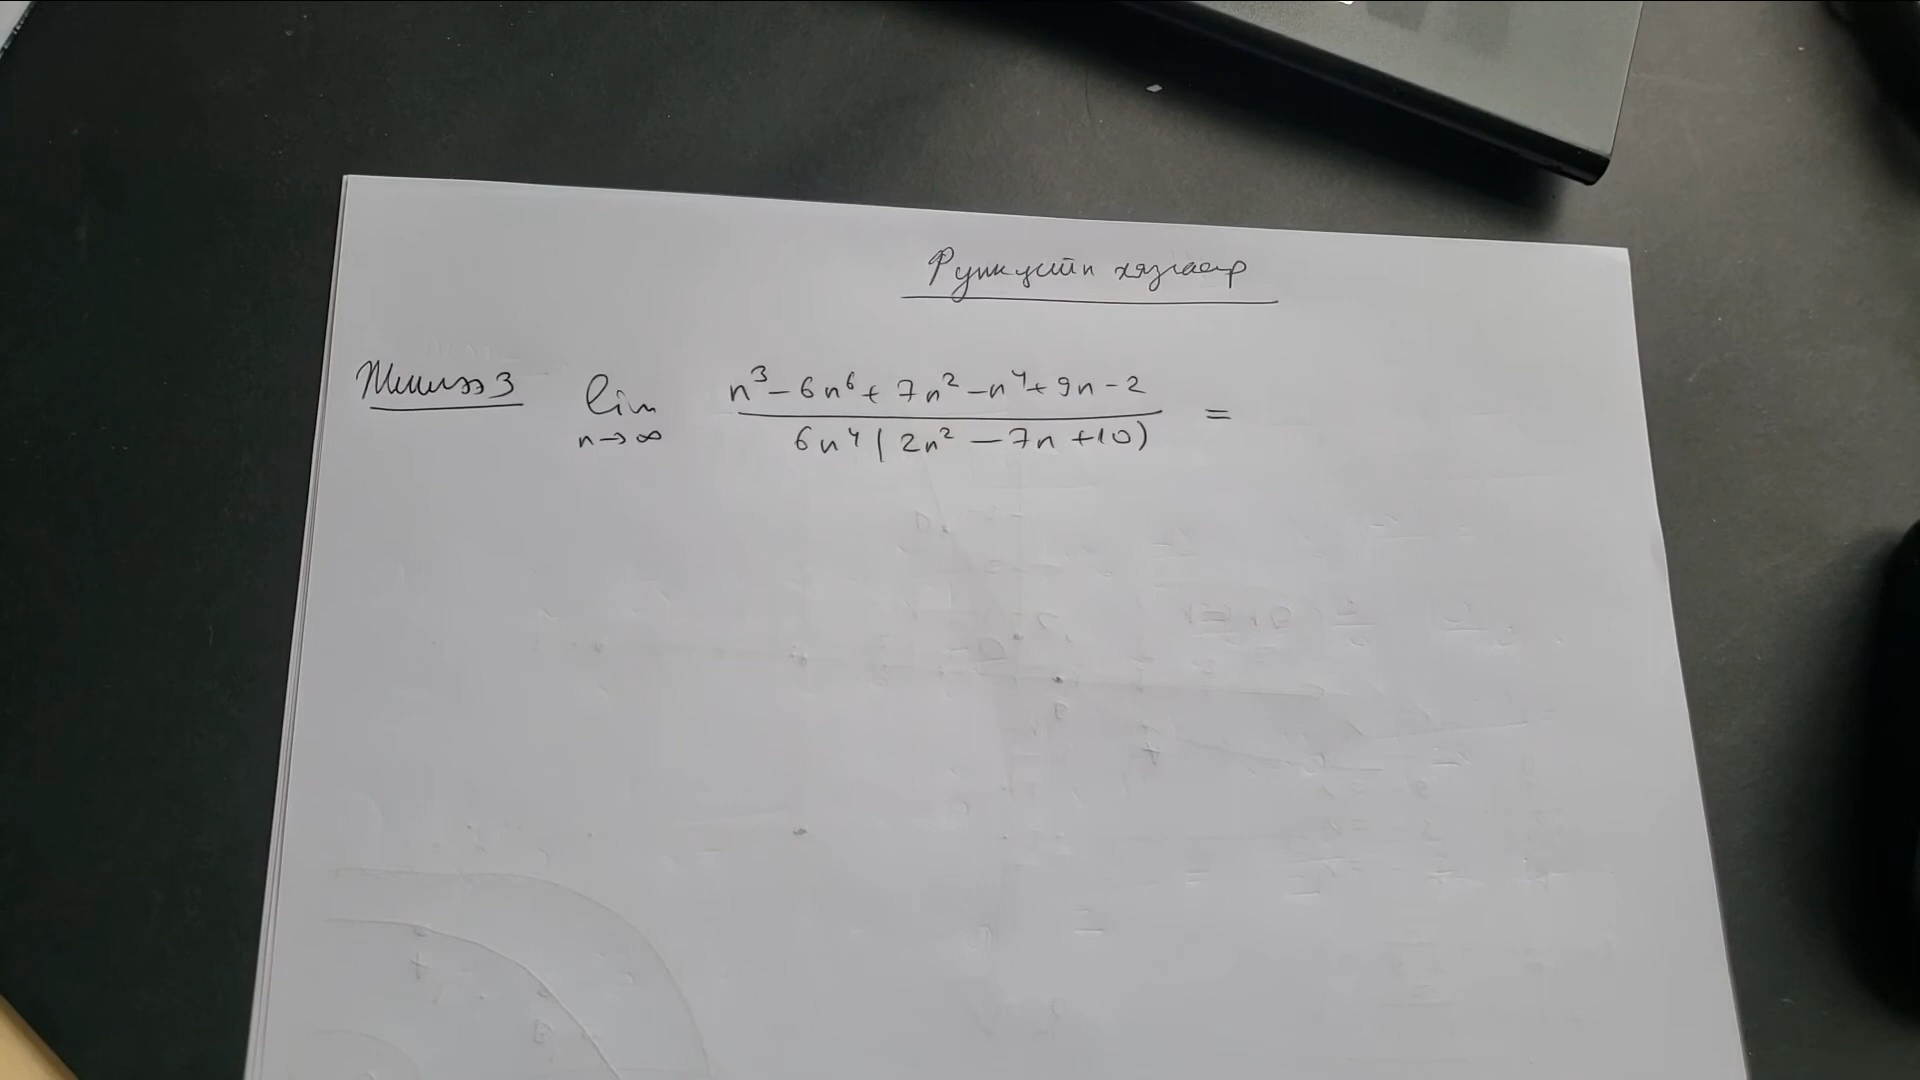 Функцийн хязгаар
Жишээ 3 lim n→∞ (n³ - 6n⁶ + 7n² - n⁴ + 9n - 2) / (6n⁴(2n² - 7n + 10)) =